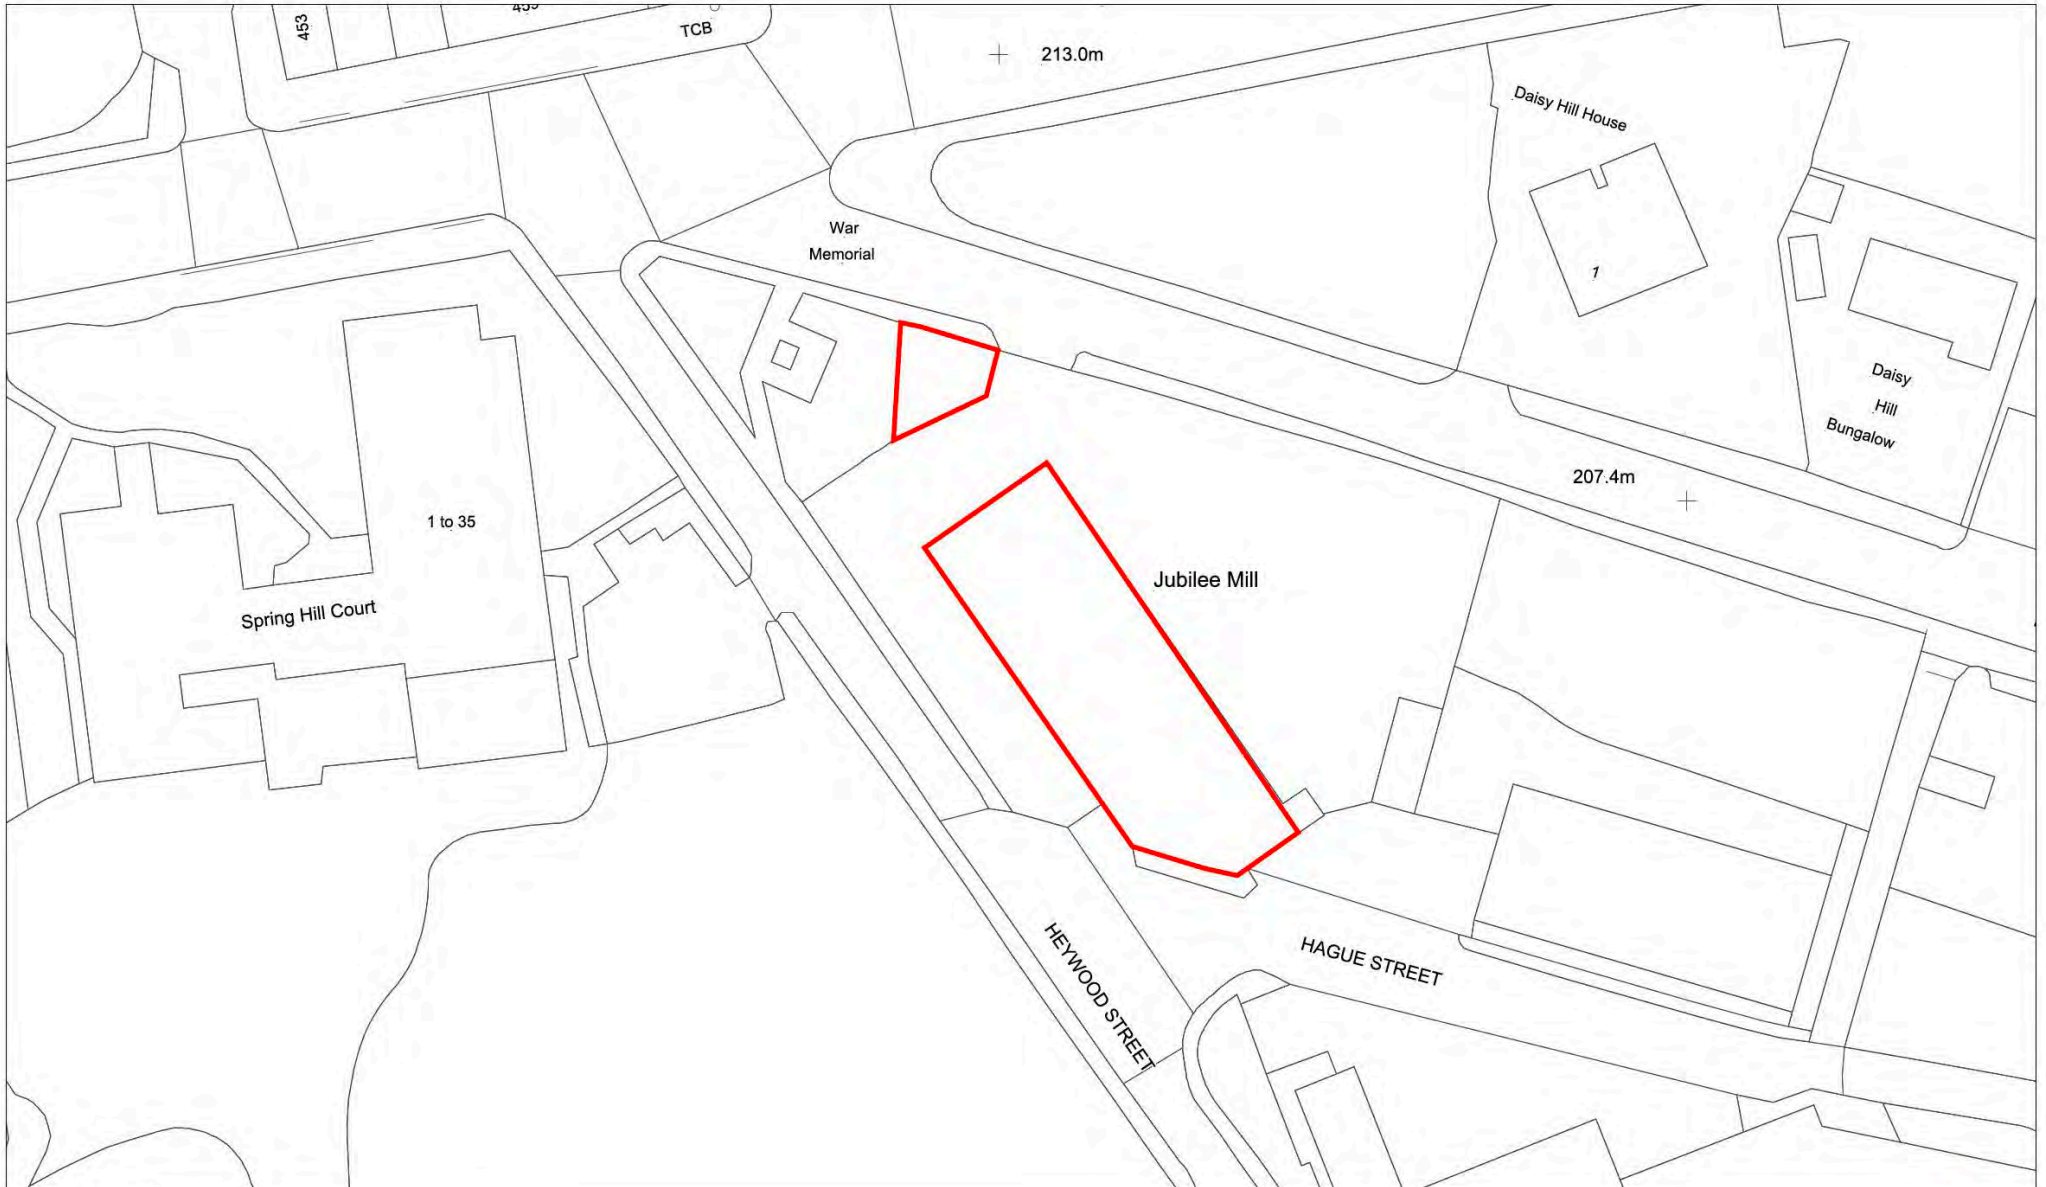 453
459
TCB
213.0m
Daisy Hill House
War
Memorial
1
Daisy
Hill
Bungalow
207.4m
1 to 35
Jubilee Mill
Spring Hill Court
HEYWOOD STREET
HAGUE STREET